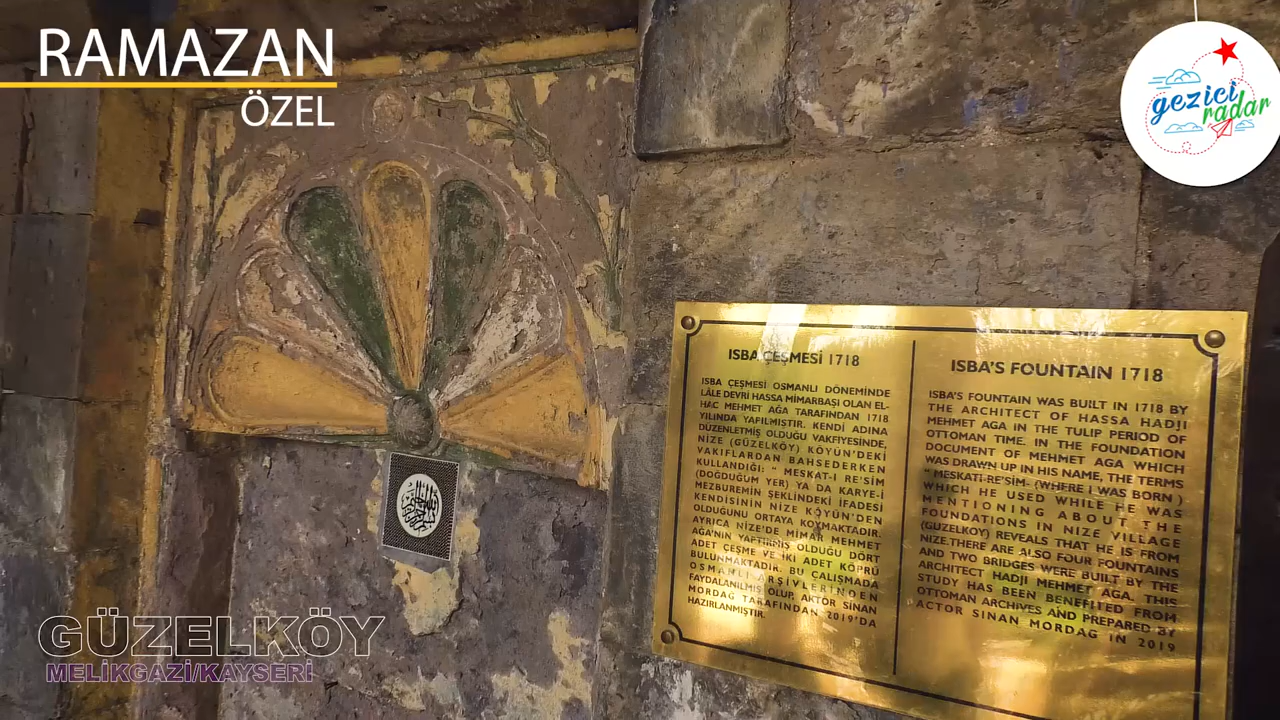 RAMAZAN
ÖZEL
gezici
radar
ISBA ÇEŞMESİ 1718
ISBA ÇEŞMESİ OSMANLI DÖNEMİNDE
LÂLE DEVRİ HASSA MİMARBAŞI OLAN EL-
HAC MEHMET AĞA TARAFINDAN 1718
YILINDA YAFILMIŞTIR. KENDİ ADINA
DÜZENLETMİŞ OLDUĞU VAKFİYESİNDE,
NİZE (GÜZELKÖY) KÖYÜN'DEKİ
VAKIFLARDAN BAHSEDERKEN
KULLANDIĞI: " MESKAT-I RE'SİM
(DOĞDUĞUM YER) YA DA KARYE-İ
MEZBUREMİN ŞEKLİNDEKİ İFADESİ
KENDİSİNİN NİZE KÖYÜN'DEN
OLDUĞUNU ORTAYA KOYMAKTADIR.
AYRICA NİZE'DE MİMAR MEHMET
AĞA'NIN YAPTIRMIŞ OLDUĞU DÖRT
ADET ÇEŞME VE İKİ ADET KÖPRÜ
BULUNMAKTADIR. BU ÇALIŞMADA
OSMANLI ARŞİVLERİNDEN
FAYDALANILMIŞ OLUP, AKTÖR SİNAN
MORDAĞ TARAFINDAN 2019'DA
HAZIRLANMIŞTIR.
ISBA'S FOUNTAIN 1718
ISBA'S FOUNTAIN WAS BUILT IN 1718 BY
THE ARCHITECT OF HASSA HADJI
MEHMET AGA IN THE TULIP PERIOD OF
OTTOMAN TIME. IN THE FOUNDATION
DOCUMENT OF MEHMET AGA WHICH
WAS DRAWN UP IN HIS NAME, THE TERMS
" MESKATI-RE'SIM- (WHERE I WAS BORN )
WHICH HE USED WHILE HE WAS
MENTIONING ABOUT THE
FOUNDATIONS IN NIZE VILLAGE
(GUZELKOY) REVEALS THAT HE IS FROM
NIZE.THERE ARE ALSO FOUR FOUNTAINS
AND TWO BRIDGES WERE BUILT BY THE
ARCHITECT HADJI MEHMET AGA. THIS
STUDY HAS BEEN BENEFITED FROM
OTTOMAN ARCHIVES AND PREPARED BY
ACTOR SINAN MORDAG IN 2019
GÜZELKÖY
MELİKGAZİ/KAYSERİ